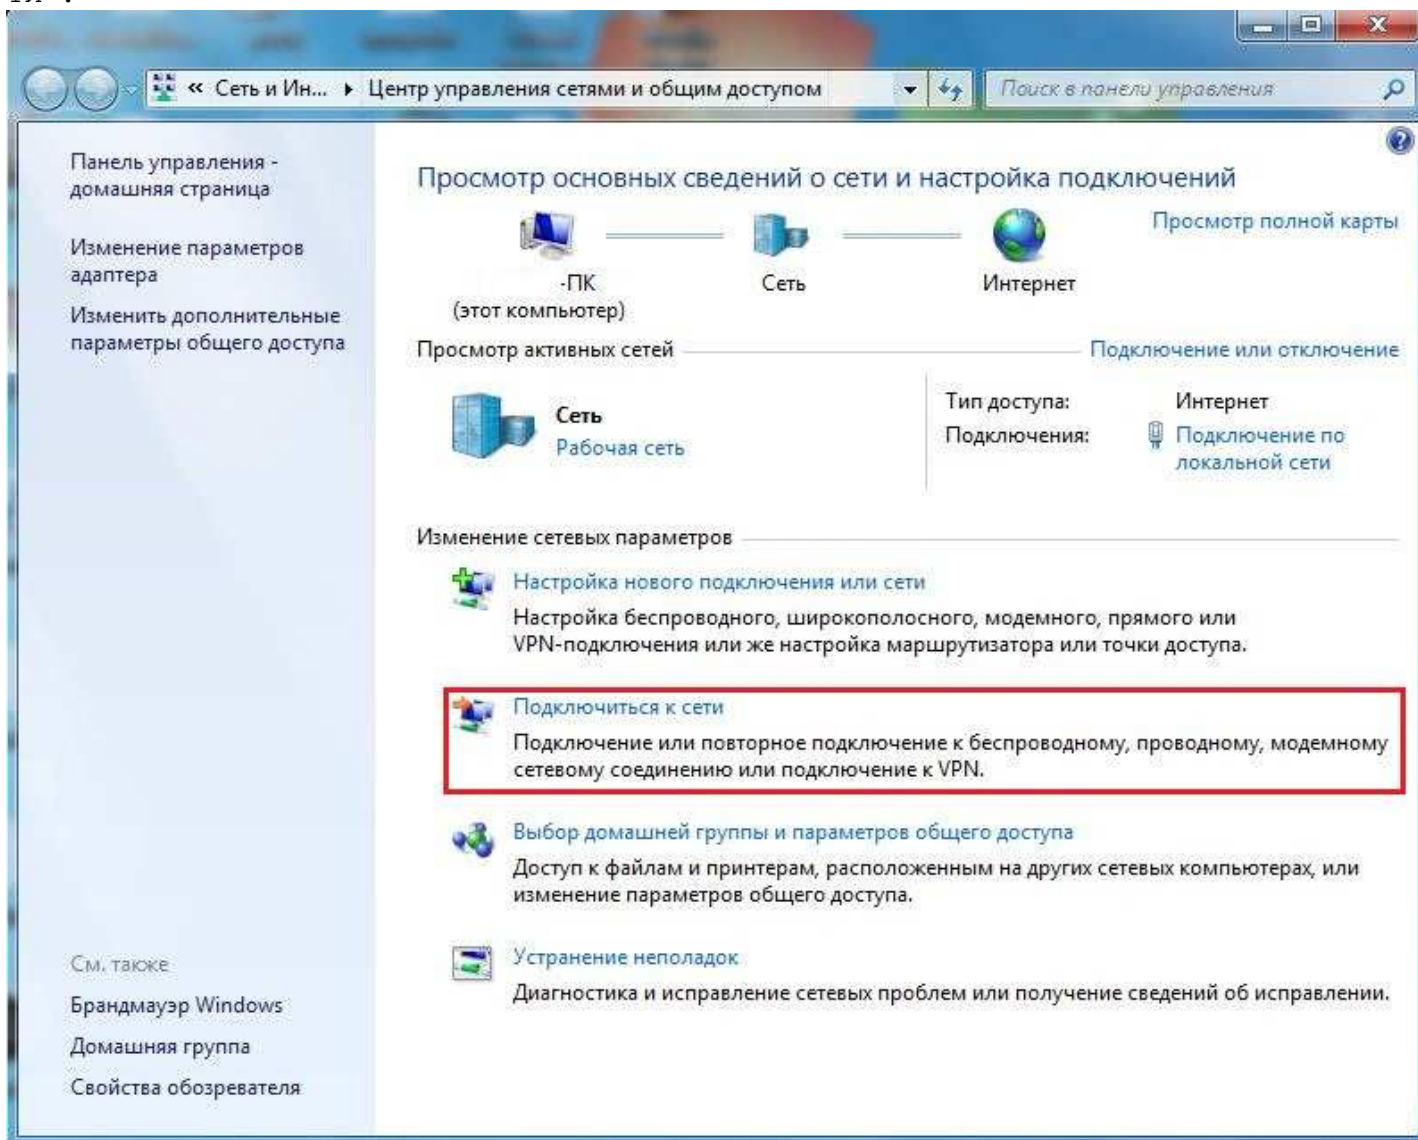 « Сеть и Ин... ▸ Центр управления сетями и общим доступом
Поиск в панели управления
Панель управления -
домашняя страница
Изменение параметров
адаптера
Изменить дополнительные
параметры общего доступа
См. также
Брандмауэр Windows
Домашняя группа
Свойства обозревателя
Просмотр основных сведений о сети и настройка подключений
Просмотр полной карты
-ПК
(этот компьютер)
Сеть
Интернет
Просмотр активных сетей
Подключение или отключение
Сеть
Рабочая сеть
Тип доступа: Интернет
Подключения: Подключение по
локальной сети
Изменение сетевых параметров
Настройка нового подключения или сети
Настройка беспроводного, широкополосного, модемного, прямого или
VPN-подключения или же настройка маршрутизатора или точки доступа.
Подключиться к сети
Подключение или повторное подключение к беспроводному, проводному, модемному
сетевому соединению или подключение к VPN.
Выбор домашней группы и параметров общего доступа
Доступ к файлам и принтерам, расположенным на других сетевых компьютерах, или
изменение параметров общего доступа.
Устранение неполадок
Диагностика и исправление сетевых проблем или получение сведений об исправлении.